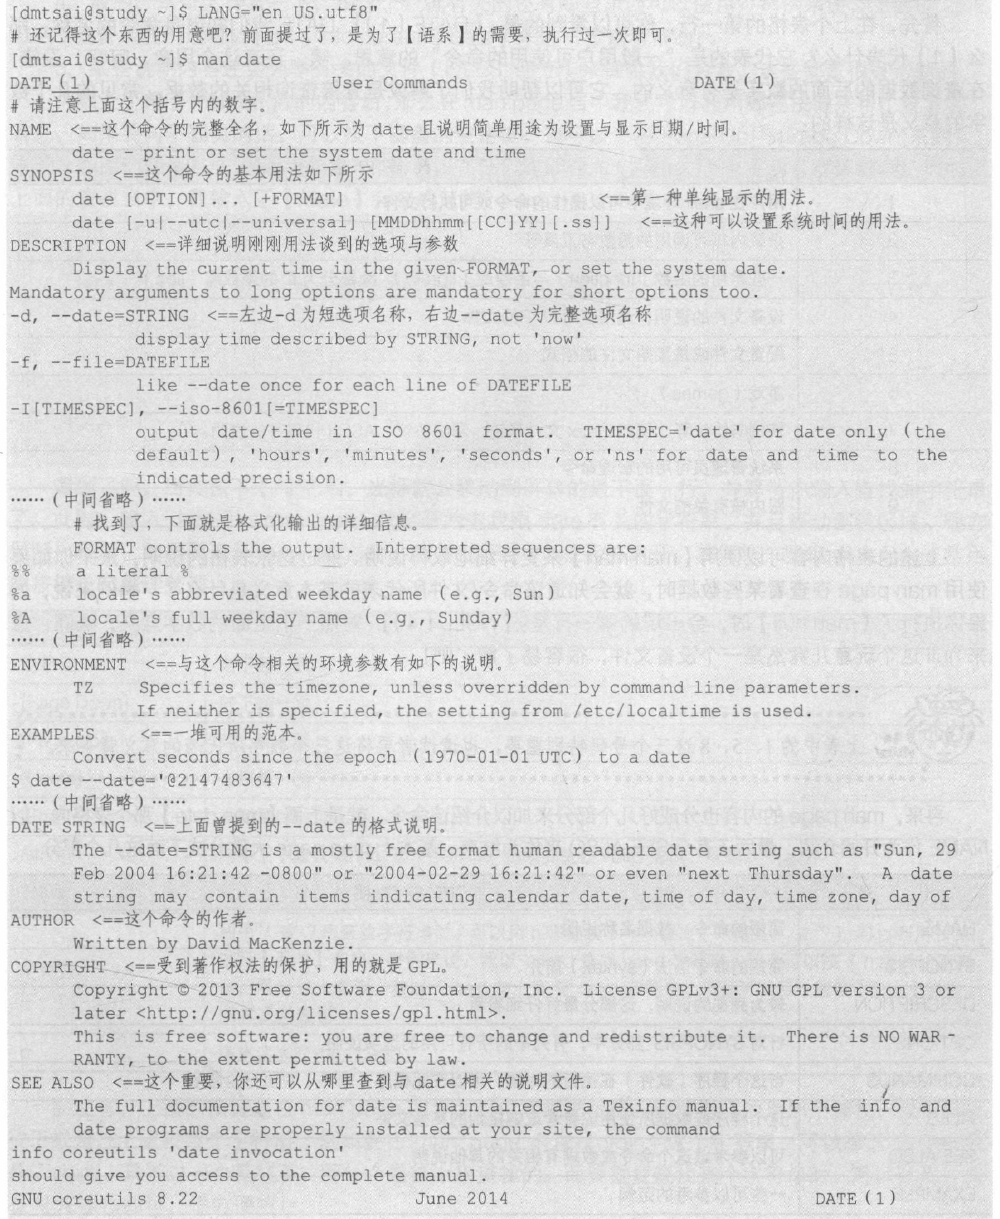 [dmtsai@study ~]$ LANG="en US.utf8"
# 还记得这个东西的用意吧？前面提过了，是为了【语系】的需要，执行过一次即可。
[dmtsai@study ~]$ man date
DATE (1) User Commands DATE (1)
# 请注意上面这个括号内的数字。
NAME <==这个命令的完整全名，如下所示为 date 且说明简单用途为设置与显示日期/时间。
date - print or set the system date and time
SYNOPSIS <==这个命令的基本用法如下所示
date [OPTION]... [+FORMAT] <==第一种单纯显示的用法。
date [-u|--utc|--universal] [MMDDhhmm[[CC]YY][.ss]] <==这种可以设置系统时间的用法。
DESCRIPTION <==详细说明刚刚用法谈到的选项与参数
Display the current time in the given FORMAT, or set the system date.
Mandatory arguments to long options are mandatory for short options too.
-d, --date=STRING <==左边-d 为短选项名称，右边--date 为完整选项名称
display time described by STRING, not 'now'
-f, --file=DATEFILE
like --date once for each line of DATEFILE
-I[TIMESPEC], --iso-8601[=TIMESPEC]
output date/time in ISO 8601 format. TIMESPEC='date' for date only (the
default), 'hours', 'minutes', 'seconds', or 'ns' for date and time to the
indicated precision.
……（中间省略）……
# 找到了，下面就是格式化输出的详细信息。
FORMAT controls the output. Interpreted sequences are:
%% a literal %
%a locale's abbreviated weekday name (e.g., Sun)
%A locale's full weekday name (e.g., Sunday)
……（中间省略）……
ENVIRONMENT <==与这个命令相关的环境参数有如下的说明。
TZ Specifies the timezone, unless overridden by command line parameters.
If neither is specified, the setting from /etc/localtime is used.
EXAMPLES <==一堆可用的范本。
Convert seconds since the epoch (1970-01-01 UTC) to a date
$ date --date='@2147483647'
……（中间省略）……
DATE STRING <==上面曾提到的--date 的格式说明。
The --date=STRING is a mostly free format human readable date string such as "Sun, 29
Feb 2004 16:21:42 -0800" or "2004-02-29 16:21:42" or even "next Thursday". A date
string may contain items indicating calendar date, time of day, time zone, day of
AUTHOR <==这个命令的作者。
Written by David MacKenzie.
COPYRIGHT <==受到著作权法的保护，用的就是 GPL。
Copyright © 2013 Free Software Foundation, Inc. License GPLv3+: GNU GPL version 3 or
later <http://gnu.org/licenses/gpl.html>.
This is free software: you are free to change and redistribute it. There is NO WAR -
RANTY, to the extent permitted by law.
SEE ALSO <==这个重要，你还可以从哪里查到与 date 相关的说明文件。
The full documentation for date is maintained as a Texinfo manual. If the info and
date programs are properly installed at your site, the command
info coreutils 'date invocation'
should give you access to the complete manual.
GNU coreutils 8.22 June 2014 DATE (1)